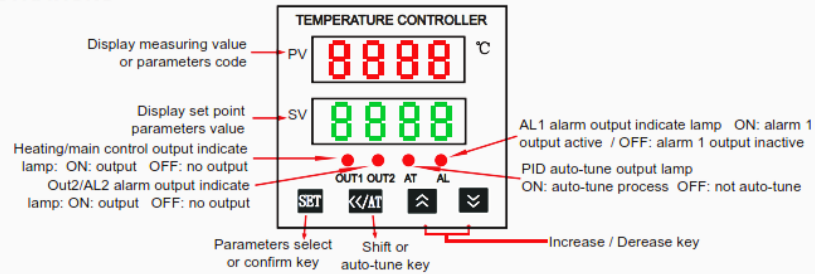 TEMPERATURE CONTROLLER
Display measuring value
or parameters code
PV
8888
℃
Display set point
parameters value
SV
8888
Heating/main control output indicate
lamp: ON: output OFF: no output
Out2/AL2 alarm output indicate
lamp: ON: output OFF: no output
AL1 alarm output indicate lamp ON: alarm 1
output active / OFF: alarm 1 output inactive
PID auto-tune output lamp
ON: auto-tune process OFF: not auto-tune
OUT1 OUT2 AT AL
SET <</AT
Parameters select
or confirm key
Shift or
auto-tune key
Increase / Derease key